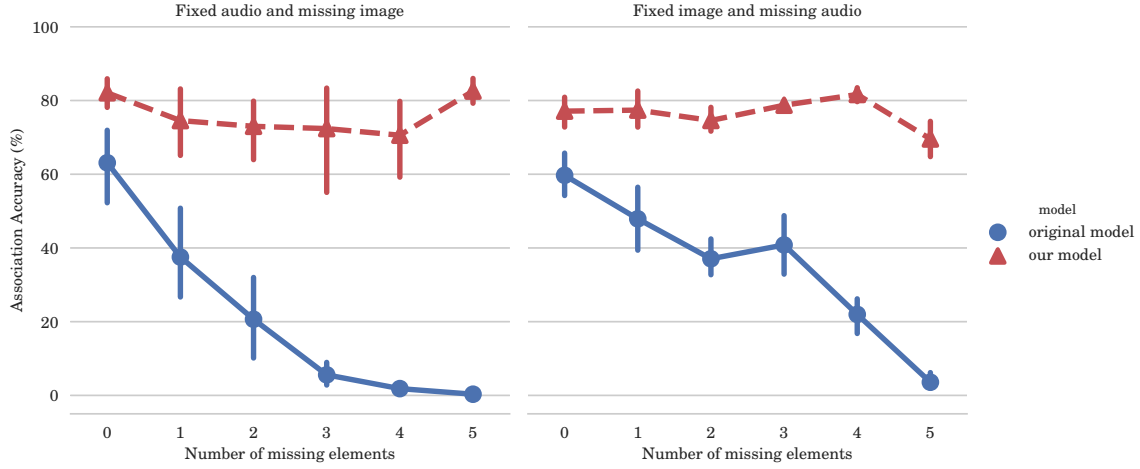 Fixed audio and missing image
Fixed image and missing audio
Association Accuracy (%)
100
80
60
40
20
0
0 1 2 3 4 5
Number of missing elements
0 1 2 3 4 5
Number of missing elements
model
original model
our model